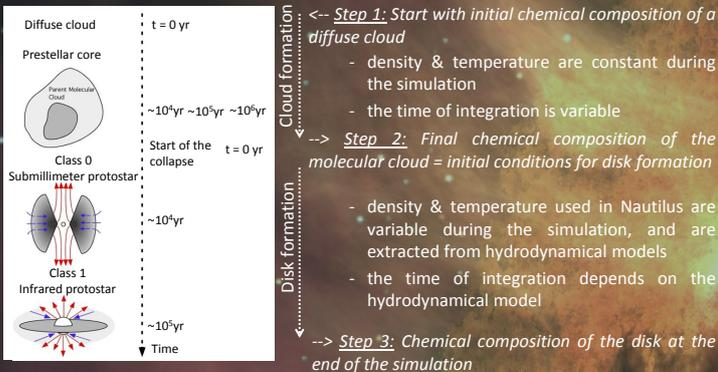 Diffuse cloud
t = 0 yr
Prestellar core
Parent Molecular
Cloud
~10⁴yr ~10⁵yr ~10⁶yr
Start of the
collapse
t = 0 yr
Class 0
Submillimeter protostar
~10⁴yr
Class 1
Infrared protostar
~10⁵yr
Time
Cloud formation
Disk formation
<-- Step 1: Start with initial chemical composition of a
diffuse cloud
- density & temperature are constant during
the simulation
- the time of integration is variable
--> Step 2: Final chemical composition of the
molecular cloud = initial conditions for disk formation
- density & temperature used in Nautilus are
variable during the simulation, and are
extracted from hydrodynamical models
- the time of integration depends on the
hydrodynamical model
--> Step 3: Chemical composition of the disk at the
end of the simulation